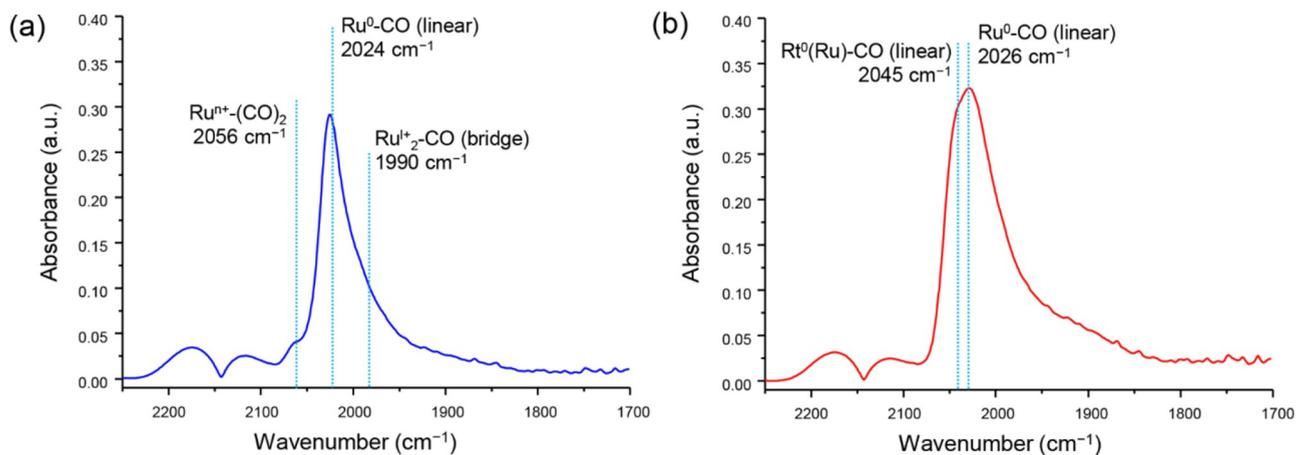 (a)
Ru⁰-CO (linear)
2024 cm⁻¹
Ruⁿ⁺-(CO)₂
2056 cm⁻¹
Ruᴵ⁺₂-CO (bridge)
1990 cm⁻¹
0.40
0.35
0.30
0.25
0.20
0.15
0.10
0.05
0.00
Absorbance (a.u.)
2200 2100 2000 1900 1800 1700
Wavenumber (cm⁻¹)
(b)
Rt⁰(Ru)-CO (linear)
2045 cm⁻¹
Ru⁰-CO (linear)
2026 cm⁻¹
0.40
0.35
0.30
0.25
0.20
0.15
0.10
0.05
0.00
Absorbance (a.u.)
2200 2100 2000 1900 1800 1700
Wavenumber (cm⁻¹)